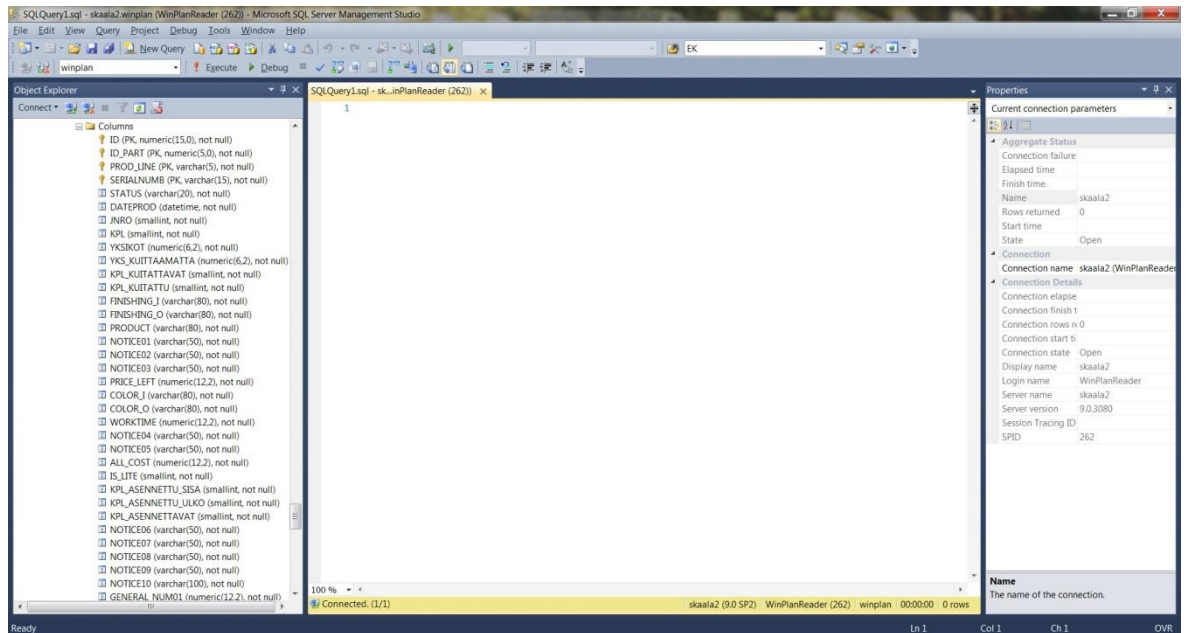 SQLQuery1.sql - skaala2.winplan (WinPlanReader (262)) - Microsoft SQL Server Management Studio
File Edit View Query Project Debug Tools Window Help
New Query
EK
winplan
Execute Debug
Object Explorer
Connect
Columns
ID (PK, numeric(15,0), not null)
ID_PART (PK, numeric(5,0), not null)
PROD_LINE (PK, varchar(5), not null)
SERIALNUMB (PK, varchar(15), not null)
STATUS (varchar(20), not null)
DATEPROD (datetime, not null)
JNRO (smallint, not null)
KPL (smallint, not null)
YKSIKOT (numeric(6,2), not null)
YKS_KUITTAAMATTA (numeric(6,2), not null)
KPL_KUITATTAVAT (smallint, not null)
KPL_KUITATTU (smallint, not null)
FINISHING_I (varchar(80), not null)
FINISHING_O (varchar(80), not null)
PRODUCT (varchar(80), not null)
NOTICE01 (varchar(50), not null)
NOTICE02 (varchar(50), not null)
NOTICE03 (varchar(50), not null)
PRICE_LEFT (numeric(12,2), not null)
COLOR_I (varchar(80), not null)
COLOR_O (varchar(80), not null)
WORKTIME (numeric(12,2), not null)
NOTICE04 (varchar(50), not null)
NOTICE05 (varchar(50), not null)
ALL_COST (numeric(12,2), not null)
IS_LITE (smallint, not null)
KPL_ASENNETTU_SISA (smallint, not null)
KPL_ASENNETTU_ULKO (smallint, not null)
KPL_ASENNETTAVAT (smallint, not null)
NOTICE06 (varchar(50), not null)
NOTICE07 (varchar(50), not null)
NOTICE08 (varchar(50), not null)
NOTICE09 (varchar(50), not null)
NOTICE10 (varchar(100), not null)
GENERAL_NUM01 (numeric(12,2), not null)
SQLQuery1.sql - sk...inPlanReader (262))
1
100 %
Connected. (1/1)
skaala2 (9.0 SP2) WinPlanReader (262) winplan 00:00:00 0 rows
Properties
Current connection parameters
Aggregate Status
Connection failure
Elapsed time
Finish time
Name skaala2
Rows returned 0
Start time
State Open
Connection
Connection name skaala2 (WinPlanReader
Connection Details
Connection elapse
Connection finish t
Connection rows re 0
Connection start ti
Connection state Open
Display name skaala2
Login name WinPlanReader
Server name skaala2
Server version 9.0.3080
Session Tracing ID
SPID 262
Name
The name of the connection.
Ready Ln 1 Col 1 Ch 1 OVR